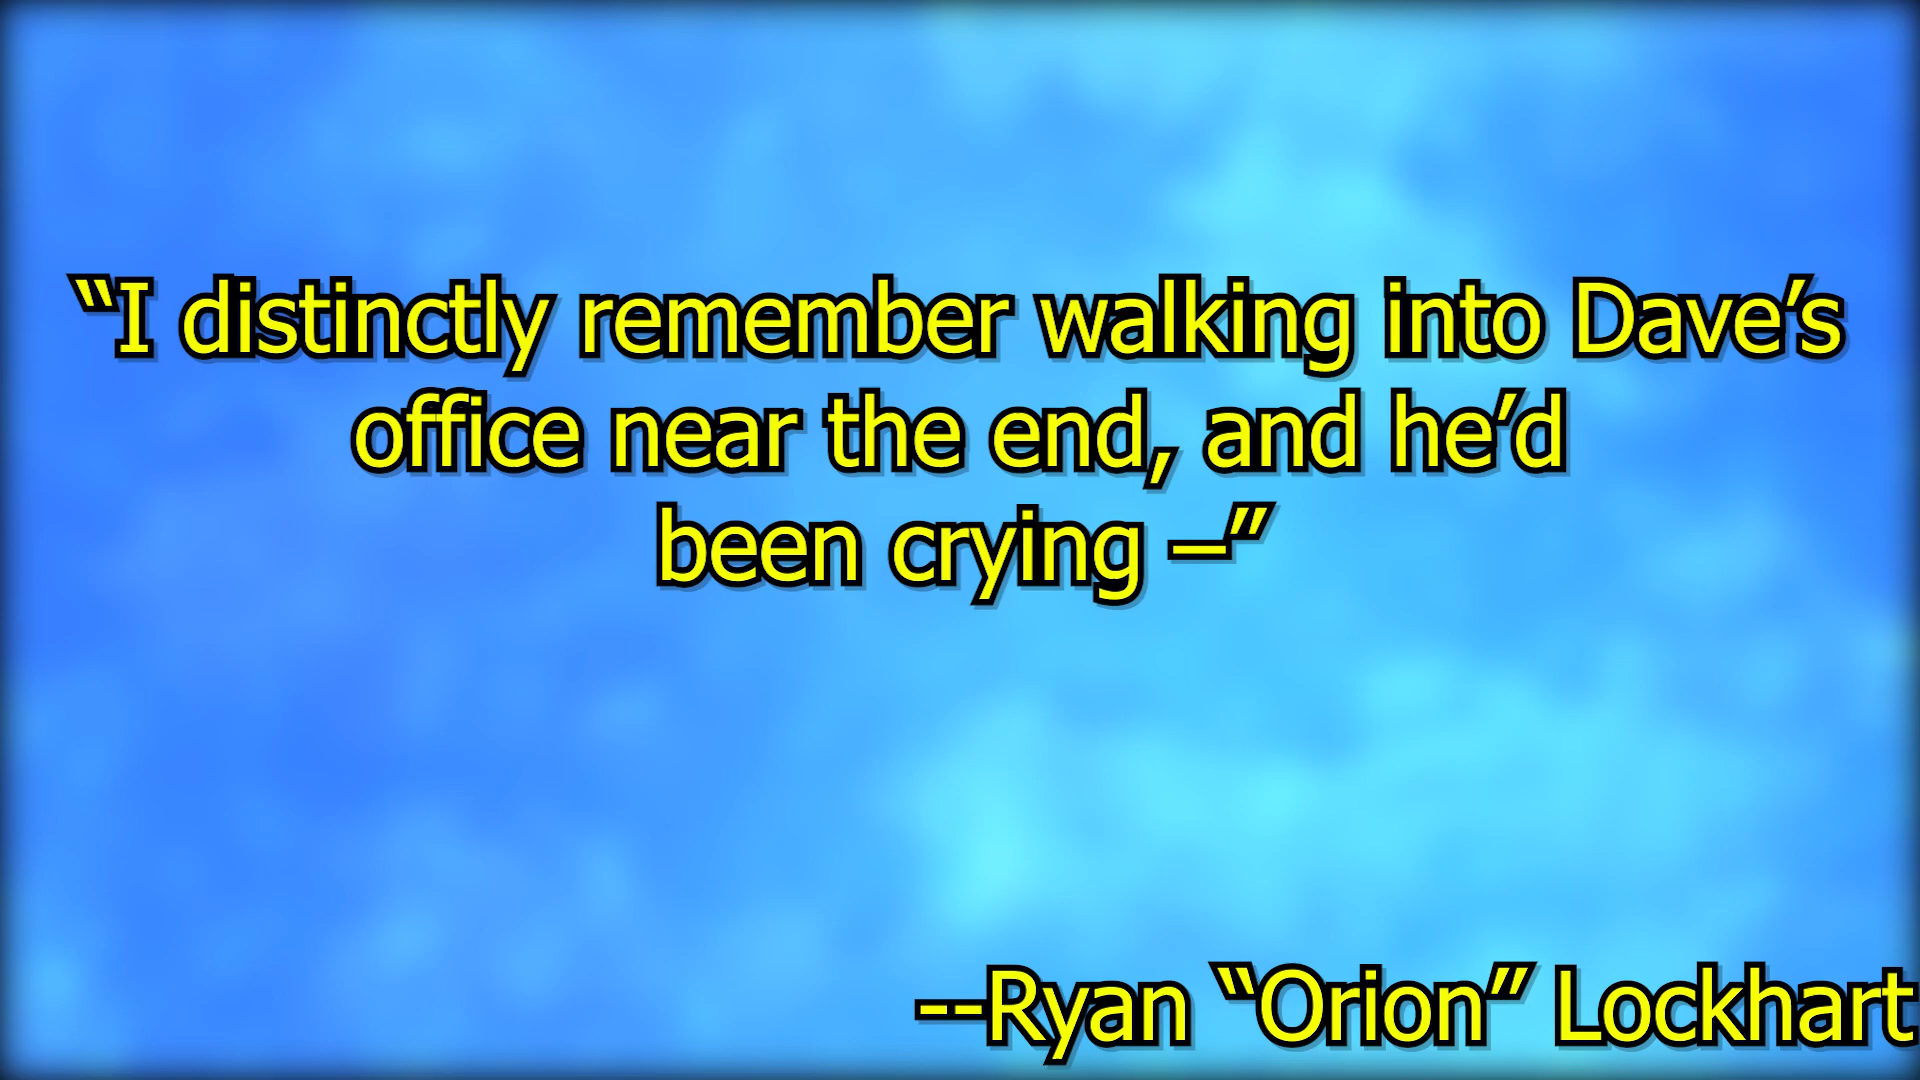 “I distinctly remember walking into Dave’s
office near the end, and he’d
been crying –”
--Ryan “Orion” Lockhart